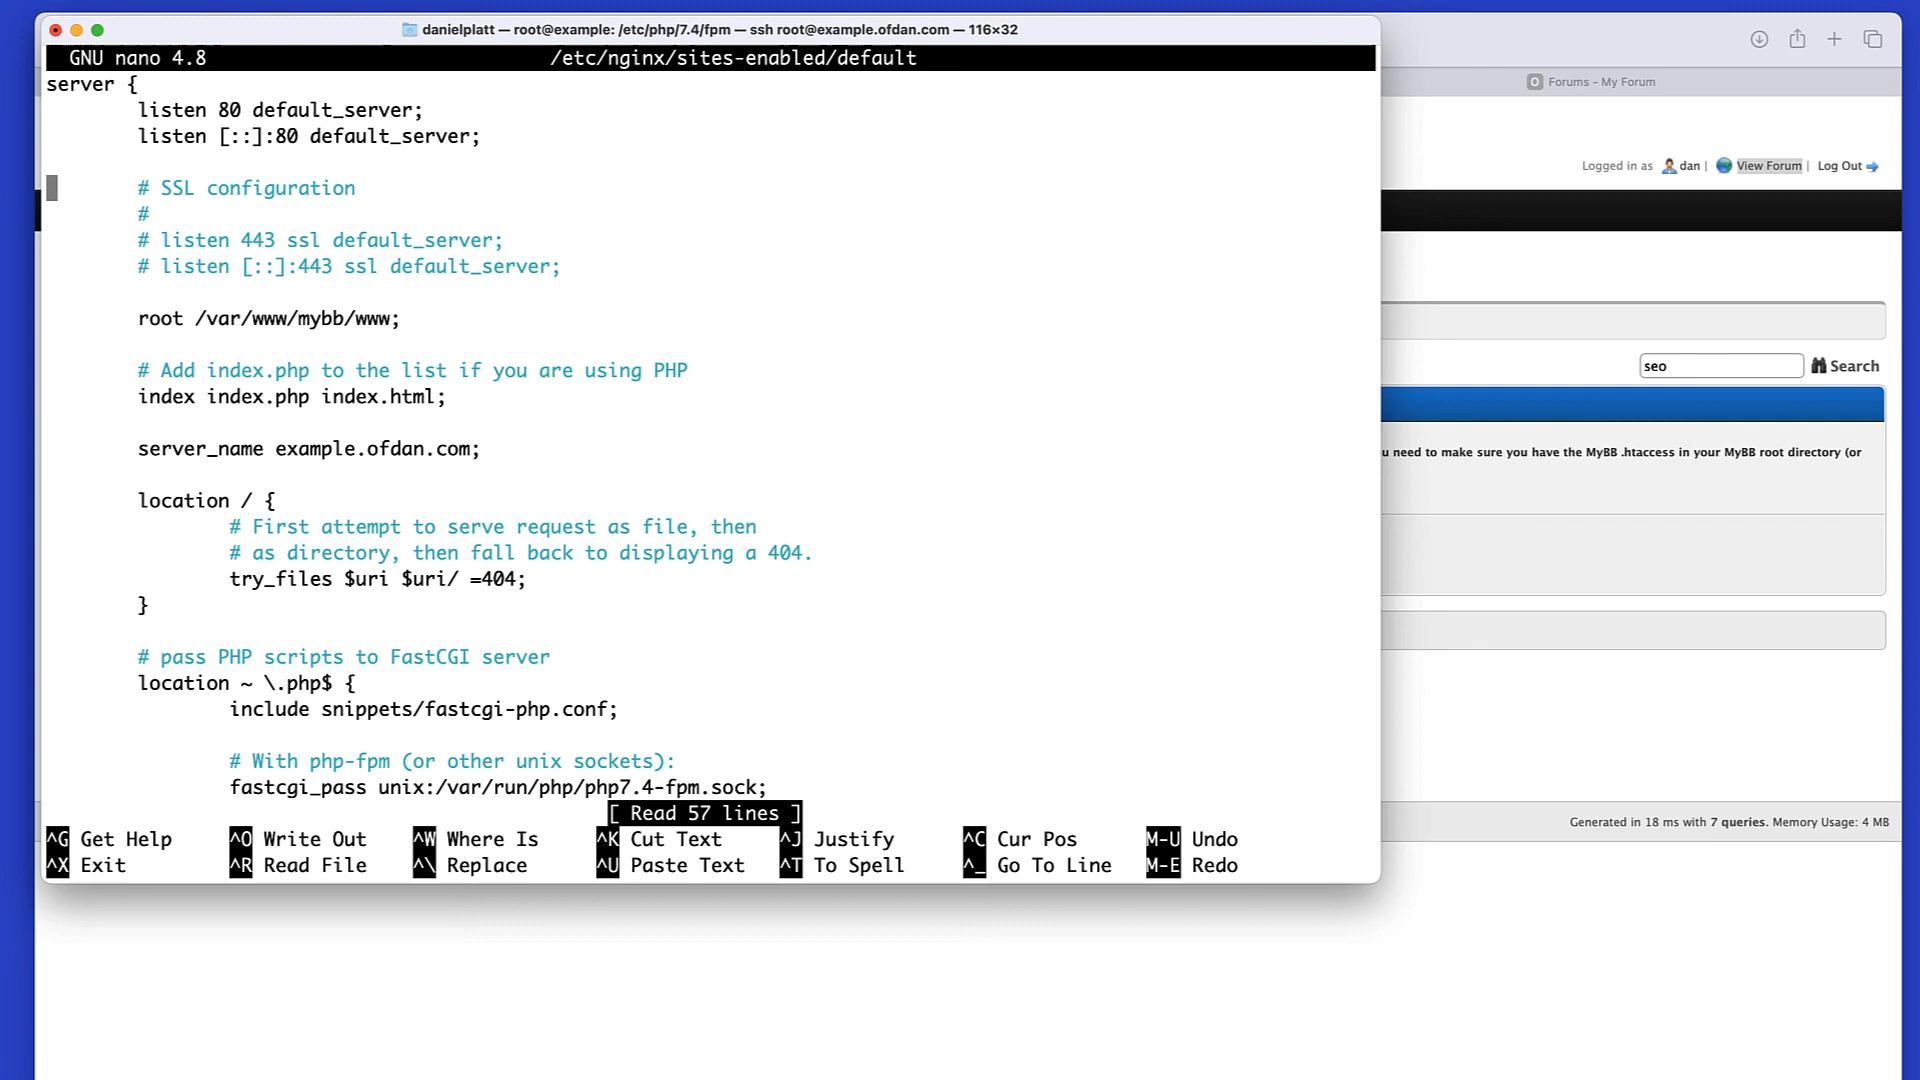 danielplatt — root@example: /etc/php/7.4/fpm — ssh root@example.ofdan.com — 116×32
GNU nano 4.8 /etc/nginx/sites-enabled/default
server {
listen 80 default_server;
listen [::]:80 default_server;
# SSL configuration
#
# listen 443 ssl default_server;
# listen [::]:443 ssl default_server;
root /var/www/mybb/www;
# Add index.php to the list if you are using PHP
index index.php index.html;
server_name example.ofdan.com;
location / {
# First attempt to serve request as file, then
# as directory, then fall back to displaying a 404.
try_files $uri $uri/ =404;
}
# pass PHP scripts to FastCGI server
location ~ \.php$ {
include snippets/fastcgi-php.conf;
# With php-fpm (or other unix sockets):
fastcgi_pass unix:/var/run/php/php7.4-fpm.sock;
[ Read 57 lines ]
^G Get Help ^O Write Out ^W Where Is ^K Cut Text ^J Justify ^C Cur Pos M-U Undo
^X Exit ^R Read File ^\ Replace ^U Paste Text ^T To Spell ^_ Go To Line M-E Redo
O Forums - My Forum
Logged in as dan | View Forum | Log Out
seo Search
u need to make sure you have the MyBB .htaccess in your MyBB root directory (or
Generated in 18 ms with 7 queries. Memory Usage: 4 MB